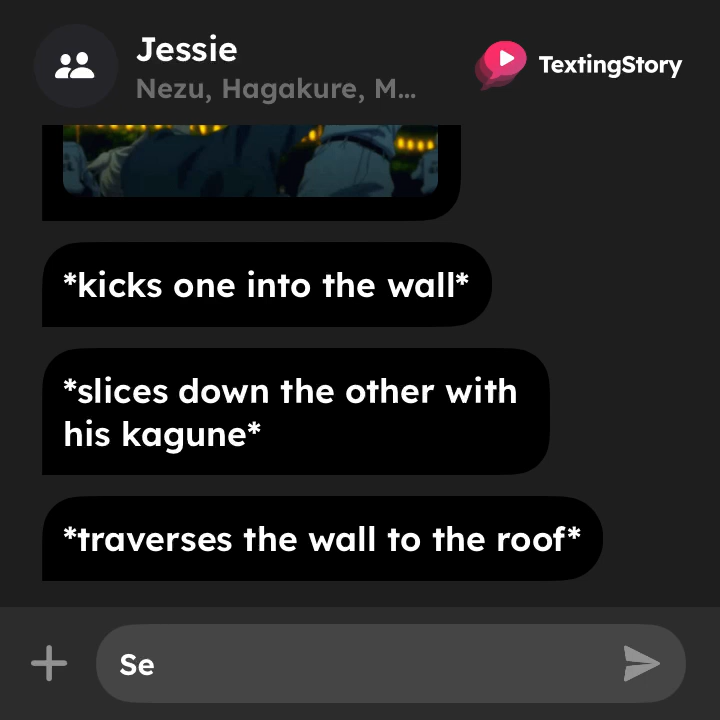 Jessie
Nezu, Hagakure, M...
TextingStory
*kicks one into the wall*
*slices down the other with
his kagune*
*traverses the wall to the roof*
Se